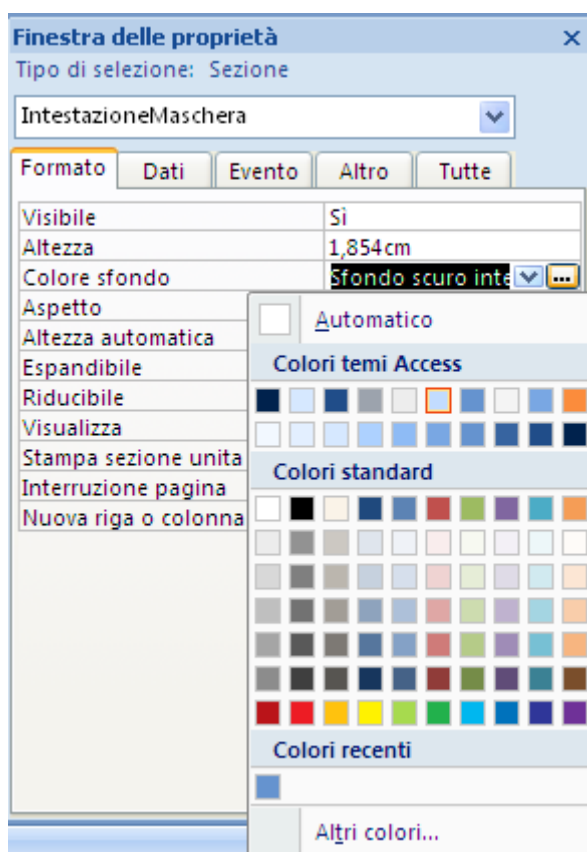 Finestra delle proprietà
Tipo di selezione: Sezione
IntestazioneMaschera
Formato Dati Evento Altro Tutte
Visibile Sì
Altezza 1,854cm
Colore sfondo Sfondo scuro inte ...
Aspetto
Altezza automatica
Espandibile
Riducibile
Visualizza
Stampa sezione unita
Interruzione pagina
Nuova riga o colonna
Automatico
Colori temi Access
Colori standard
Colori recenti
Altri colori...